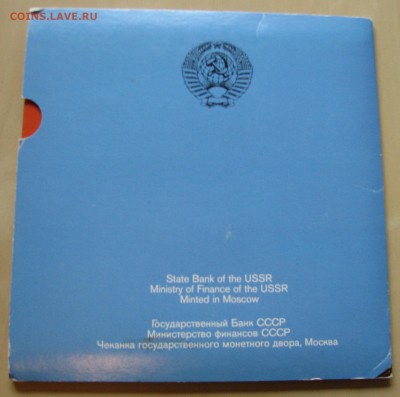 COINS.LAVE.RU
State Bank of the USSR
Ministry of Finance of the USSR
Minted in Moscow
Государственный Банк СССР
Министерство финансов СССР
Чеканка государственного монетного двора, Москва